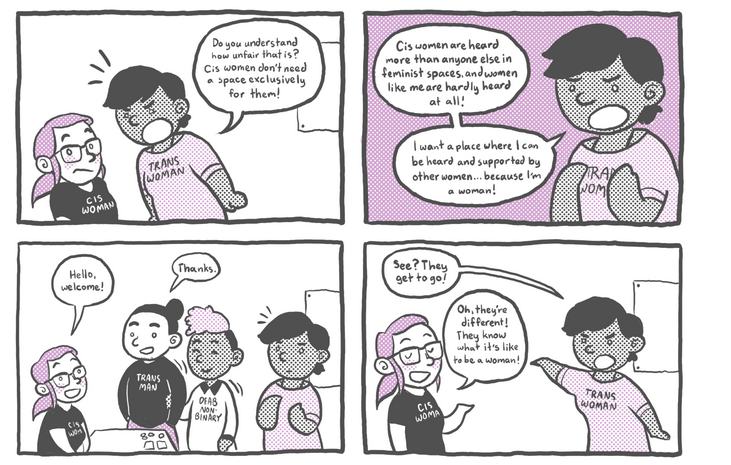 Do you understand
how unfair that is?
Cis women don't need
a space exclusively
for them!
TRANS
WOMAN
CIS
WOMAN
Cis women are heard
more than anyone else in
feminist spaces, and women
like me are hardly heard
at all!
I want a place where I can
be heard and supported by
other women... because I'm
a woman!
TRAN
WOM
Hello,
welcome!
Thanks.
TRANS
MAN
DFAB
NON-
BINARY
CIS
WOM
See? They
get to go!
Oh, they're
different!
They know
what it's like
to be a woman!
TRANS
WOMAN
CIS
WOMA